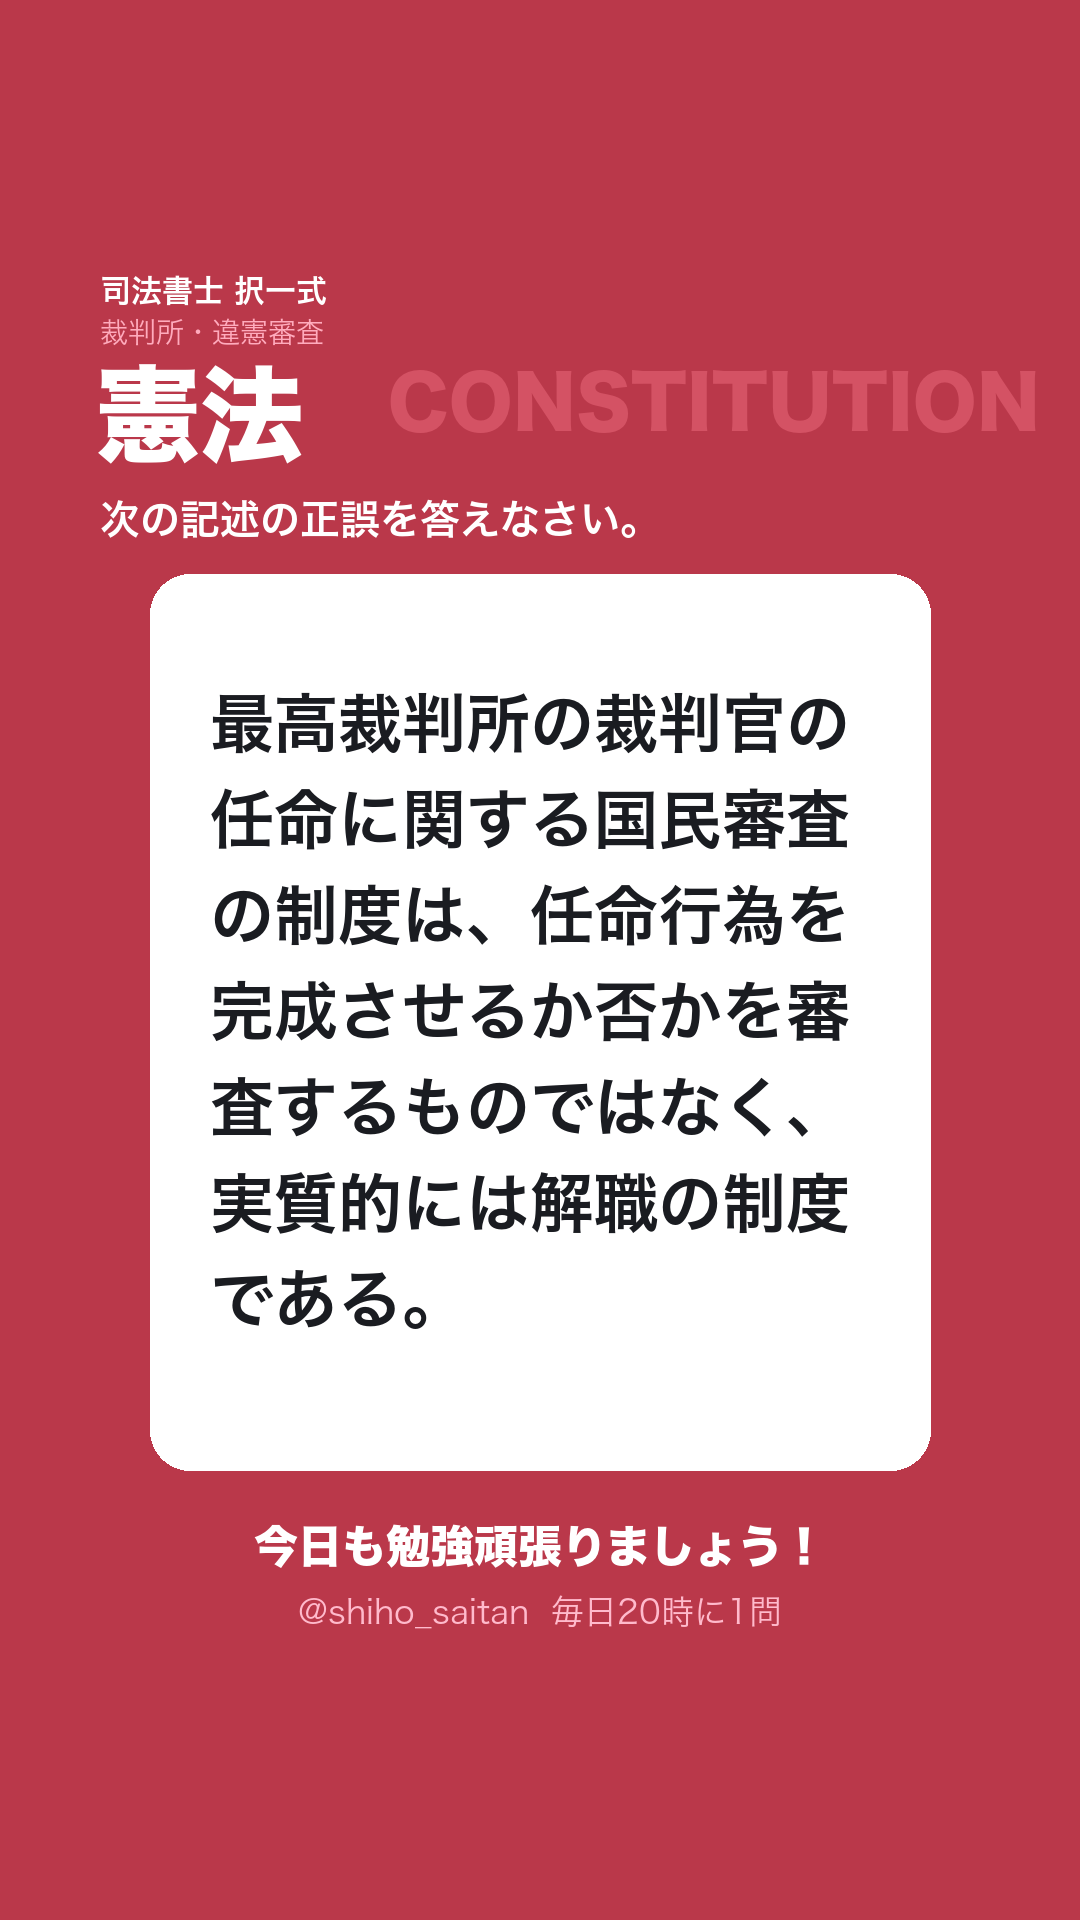 司法書士 択一式
裁判所・違憲審査
憲法
CONSTITUTION
次の記述の正誤を答えなさい。
最高裁判所の裁判官の
任命に関する国民審査
の制度は、任命行為を
完成させるか否かを審
査するものではなく、
実質的には解職の制度
である。
今日も勉強頑張りましょう！
@shiho_saitan 毎日20時に1問